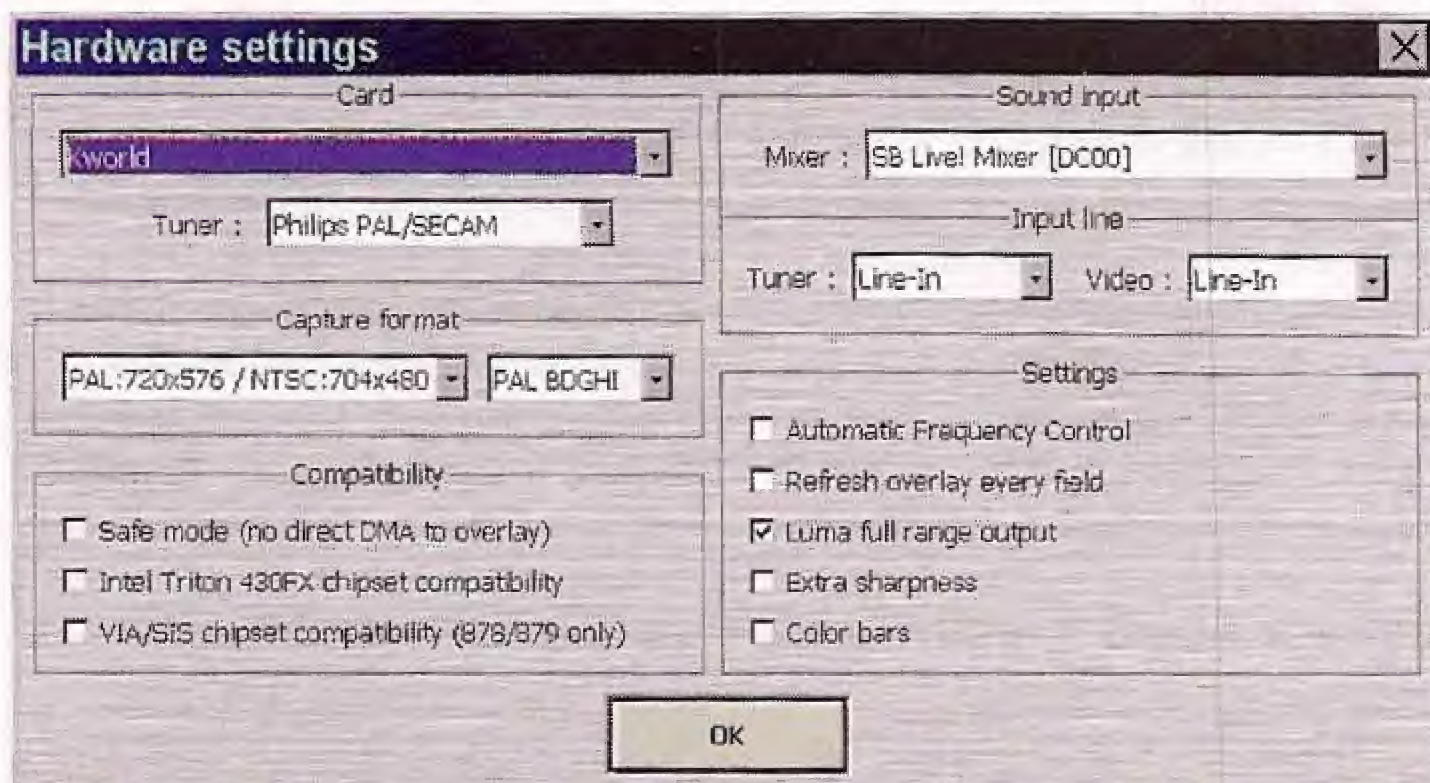 Hardware settings
Card
kworld
Tuner : Philips PAL/SECAM
Capture format
PAL:720x576 / NTSC:704x480 PAL BDGHI
Compatibility
Safe mode (no direct DMA to overlay)
Intel Triton 430FX chipset compatibility
VIA/SiS chipset compatibility (878/879 only)
Sound input
Mixer : SB Live! Mixer [DC00]
Input line
Tuner : Line-In Video : Line-In
Settings
Automatic Frequency Control
Refresh overlay every field
Luma full range output
Extra sharpness
Color bars
OK